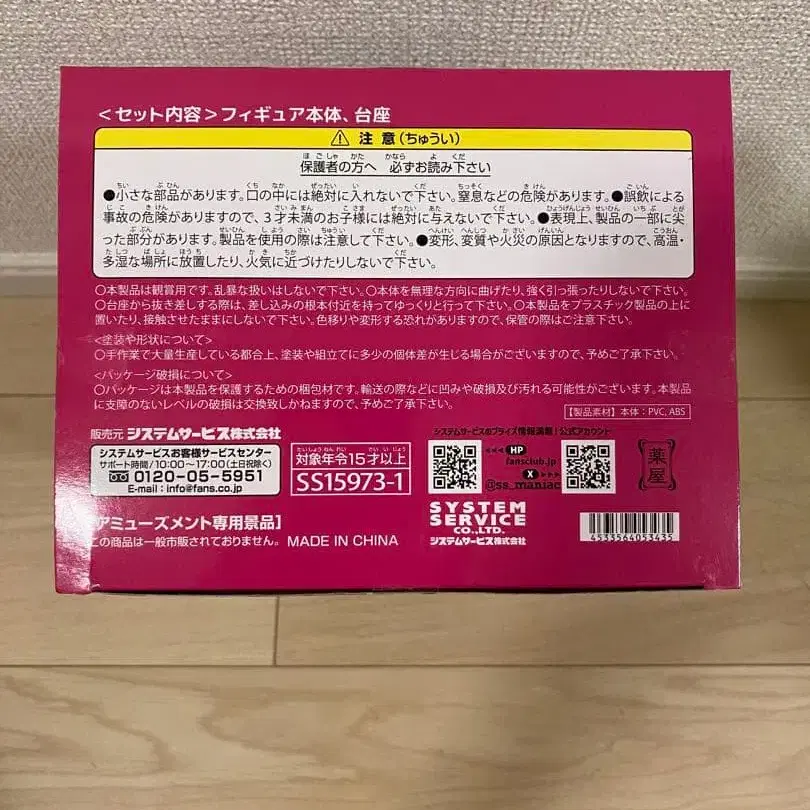 <セット内容>フィギュア本体、台座
⚠ 注意(ちゅうい)
保護者の方へ 必ずお読み下さい
●小さな部品があります。口の中には絶対に入れないで下さい。窒息などの危険があります。●誤飲による
事故の危険がありますので、3才未満のお子様には絶対に与えないで下さい。●表現上、製品の一部に尖
った部分があります。製品を使用の際は注意して下さい。●変形、変質や火災の原因となりますので、高温・
多湿な場所に放置したり、火気に近づけたりしないで下さい。
○本製品は観賞用です。乱暴な扱いはしないで下さい。○本体を無理な方向に曲げたり、強く引っ張ったりしないで下さい。
○台座から抜き差しする際は、差し込みの根本付近を持ってゆっくりと行って下さい。○本製品をプラスチック製品の上に
置いたり、接触させたままにしないで下さい。色移りや変形する恐れがありますので、保管の際はご注意下さい。
<塗装や形状について>
○手作業で大量生産している都合上、塗装や組立てに多少の個体差が生じる場合がございますので、予めご了承下さい。
<パッケージ破損について>
○パッケージは本製品を保護するための梱包材です。輸送の際などに凹みや破損及び汚れる可能性がございます。本製品
に支障のないレベルの破損は交換致しかねますので、予めご了承下さい。
【製品素材】本体:PVC, ABS
販売元 システムサービス株式会社
システムサービスお客様サービスセンター
サポート時間/10:00〜17:00(土日祝除く)
0120-05-5951
E-mail : info@fans.co.jp
たいしょうねんれい さいいじょう
対象年令15才以上
SS15973-1
システムサービスのプライズ情報満載!公式アカウント
<<< HP
fansclub.jp
X >>>
@ss_maniac
薬屋
SYSTEM
SERVICE
CO.,LTD.
システムサービス株式会社
4533564053435
アミューズメント専用景品]
この商品は一般市販されておりません。 MADE IN CHINA